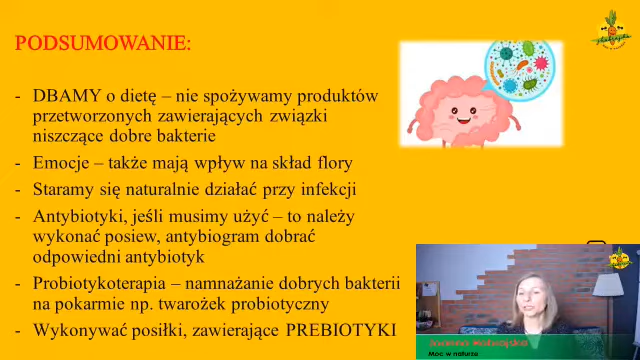 PODSUMOWANIE:
- DBAMY o dietę – nie spożywamy produktów
przetworzonych zawierających związki
niszczące dobre bakterie
- Emocje – także mają wpływ na skład flory
- Staramy się naturalnie działać przy infekcji
- Antybiotyki, jeśli musimy użyć – to należy
wykonać posiew, antybiogram dobrać
odpowiedni antybiotyk
- Probiotykoterapia – namnażanie dobrych bakterii
na pokarmie np. twarożek probiotyczny
- Wykonywać posiłki, zawierające PREBIOTYKI
Moc w naturze